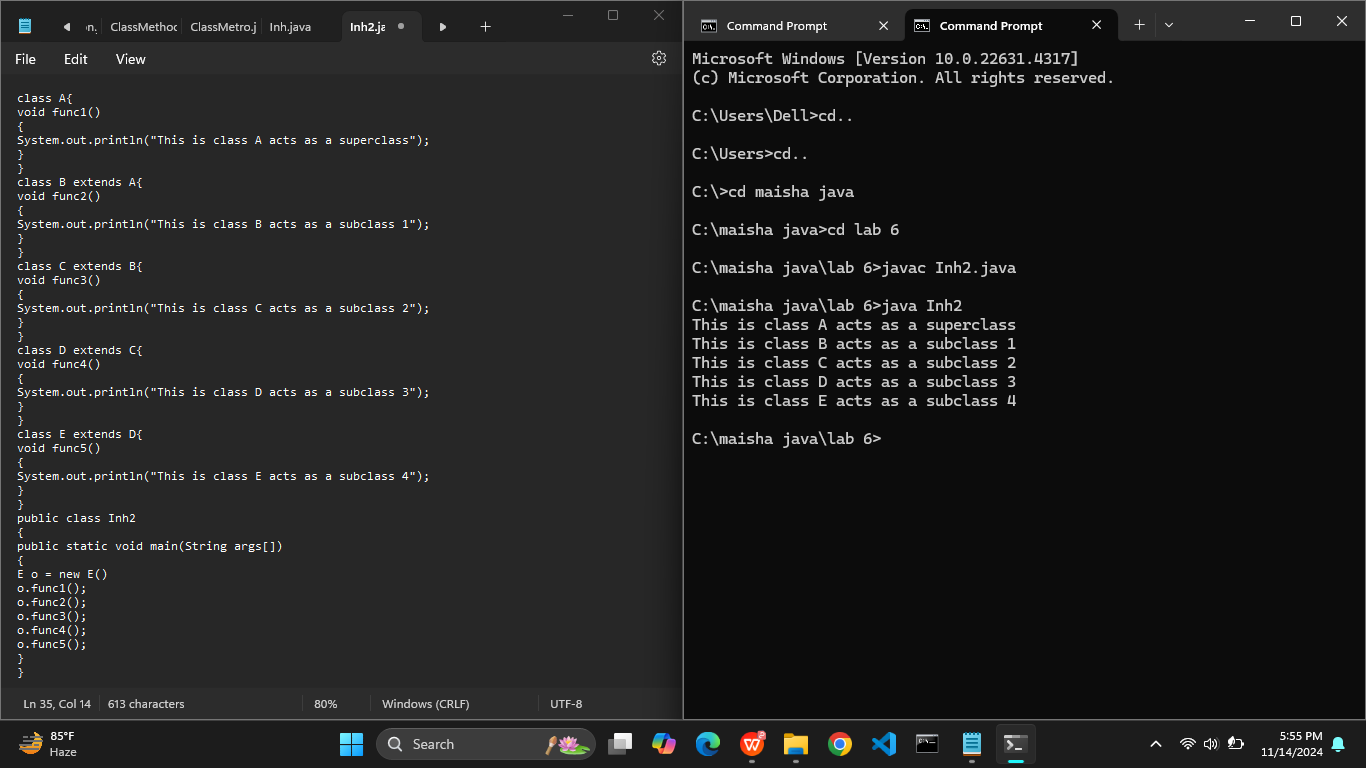 on. ClassMethoc ClassMetro.j Inh.java Inh2.ja
File Edit View
class A{
void func1()
{
System.out.println("This is class A acts as a superclass");
}
}
class B extends A{
void func2()
{
System.out.println("This is class B acts as a subclass 1");
}
}
class C extends B{
void func3()
{
System.out.println("This is class C acts as a subclass 2");
}
}
class D extends C{
void func4()
{
System.out.println("This is class D acts as a subclass 3");
}
}
class E extends D{
void func5()
{
System.out.println("This is class E acts as a subclass 4");
}
}
public class Inh2
{
public static void main(String args[])
{
E o = new E()
o.func1();
o.func2();
o.func3();
o.func4();
o.func5();
}
}
Ln 35, Col 14 613 characters 80% Windows (CRLF) UTF-8
Command Prompt Command Prompt
Microsoft Windows [Version 10.0.22631.4317]
(c) Microsoft Corporation. All rights reserved.
C:\Users\Dell>cd..
C:\Users>cd..
C:\>cd maisha java
C:\maisha java>cd lab 6
C:\maisha java\lab 6>javac Inh2.java
C:\maisha java\lab 6>java Inh2
This is class A acts as a superclass
This is class B acts as a subclass 1
This is class C acts as a subclass 2
This is class D acts as a subclass 3
This is class E acts as a subclass 4
C:\maisha java\lab 6>
85°F
Haze
Search
5:55 PM
11/14/2024